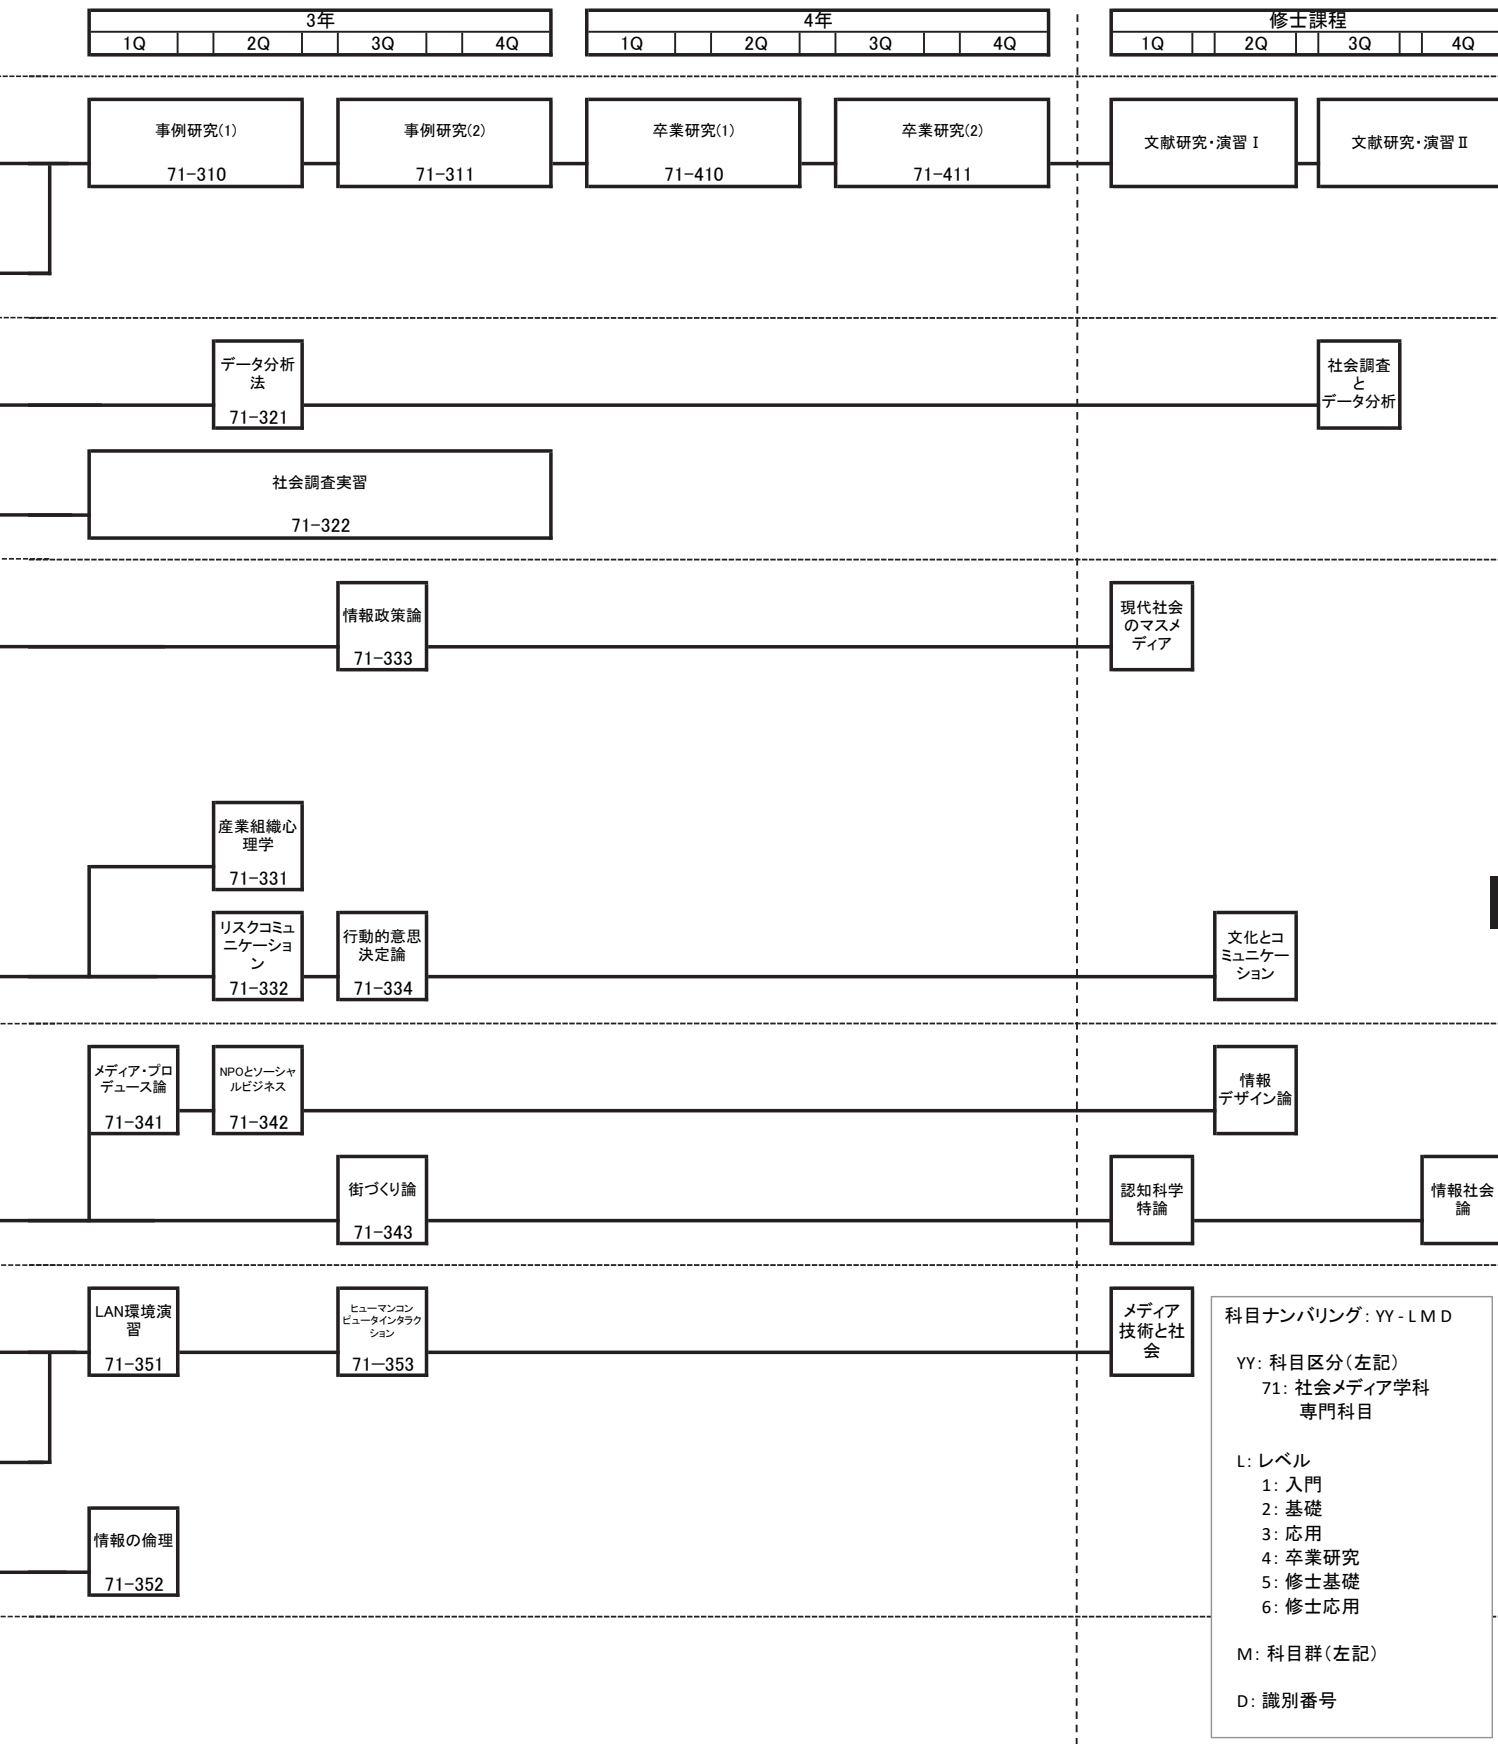 3年
4年
修士課程
1Q 2Q 3Q 4Q
1Q 2Q 3Q 4Q
1Q 2Q 3Q 4Q
事例研究(1)
71-310
事例研究(2)
71-311
卒業研究(1)
71-410
卒業研究(2)
71-411
文献研究・演習Ⅰ
文献研究・演習Ⅱ
データ分析
法
71-321
社会調査
と
データ分析
社会調査実習
71-322
情報政策論
71-333
現代社会
のマスメ
ディア
産業組織心
理学
71-331
リスクコミュ
ニケーショ
ン
71-332
行動的意思
決定論
71-334
文化とコ
ミュニケー
ション
メディア・プロ
デュース論
71-341
NPOとソーシャ
ルビジネス
71-342
情報
デザイン論
街づくり論
71-343
認知科学
特論
情報社会
論
LAN環境演
習
71-351
ヒューマンコン
ピュータインタラク
ション
71―353
メディア
技術と社
会
情報の倫理
71-352
科目ナンバリング: YY - L M D
YY: 科目区分(左記)
71: 社会メディア学科
専門科目
L: レベル
1: 入門
2: 基礎
3: 応用
4: 卒業研究
5: 修士基礎
6: 修士応用
M: 科目群(左記)
D: 識別番号